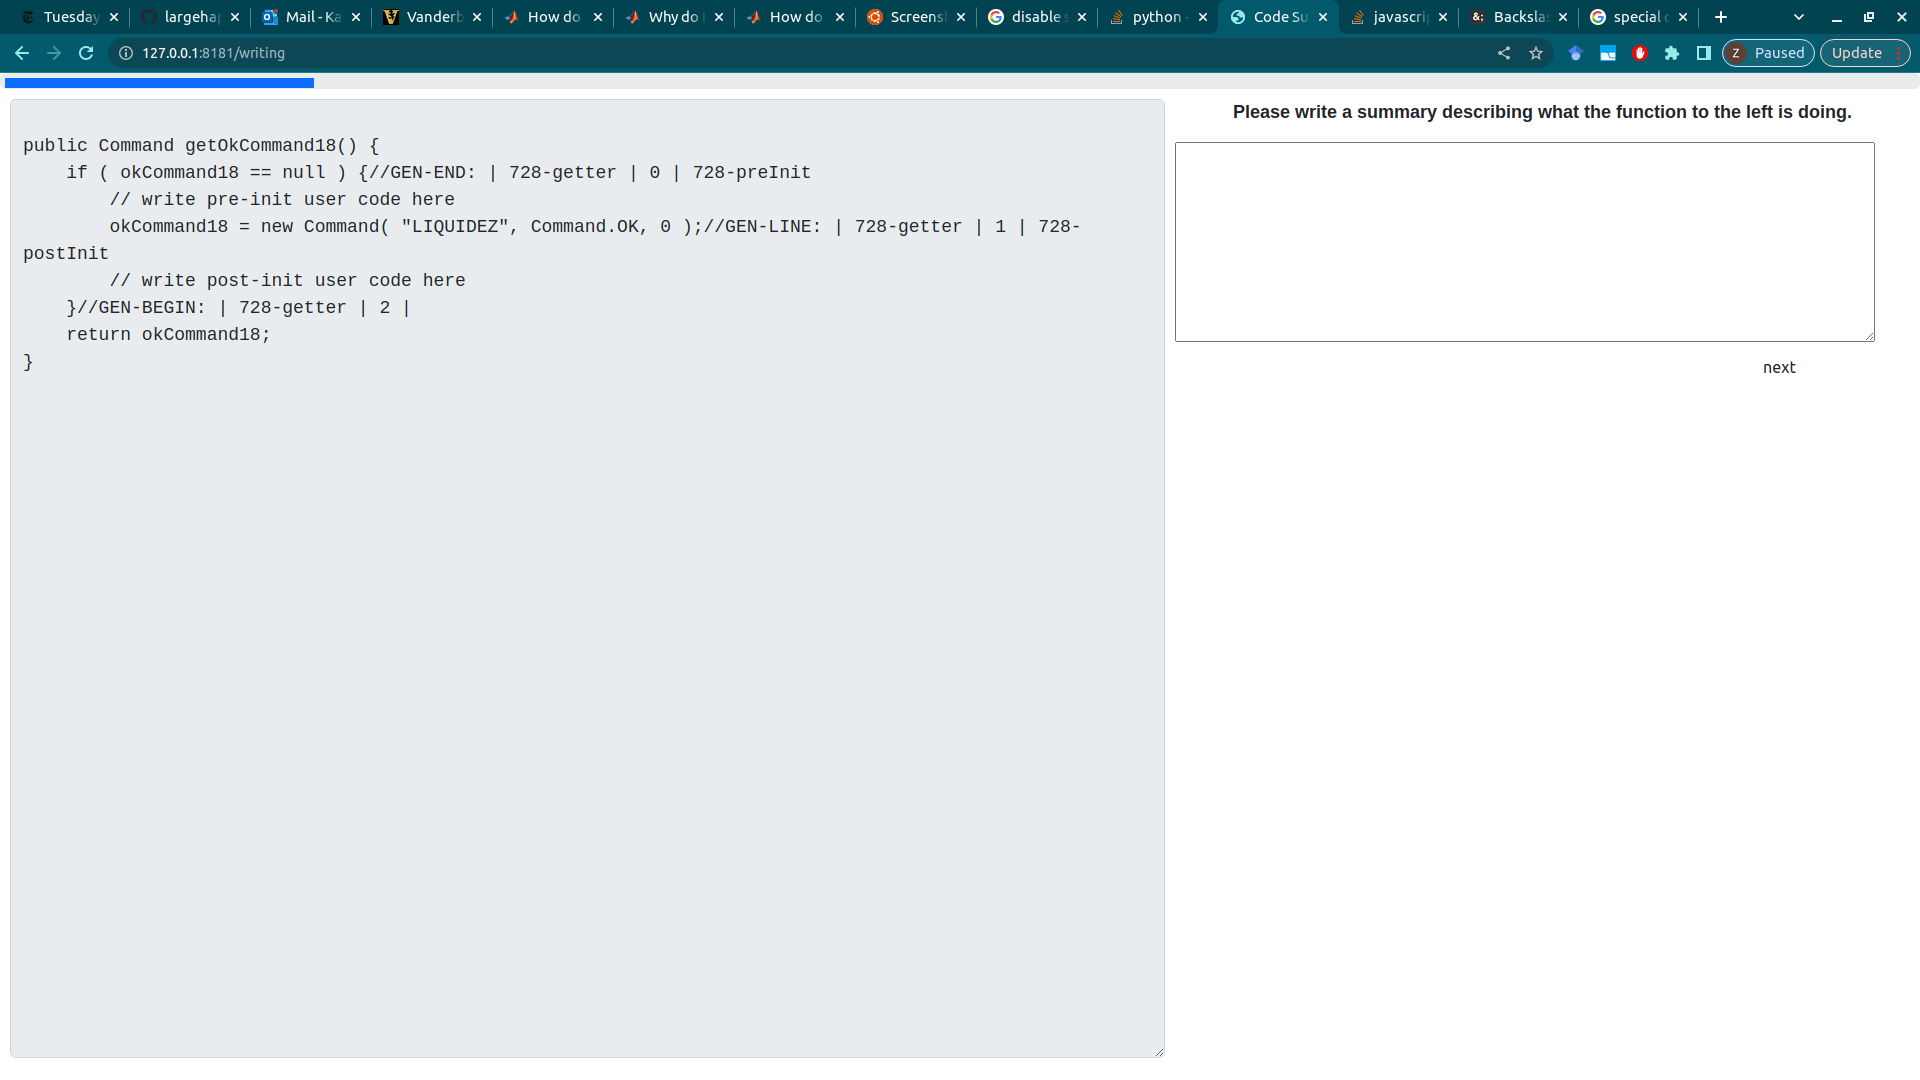 Tuesday largehap Mail - Ka Vanderb How do Why do How do Screens disable s python - Code Su javascrip Backslas special c
127.0.0.1:8181/writing Z Paused Update
public Command getOkCommand18() {
    if ( okCommand18 == null ) {//GEN-END: | 728-getter | 0 | 728-preInit
        // write pre-init user code here
        okCommand18 = new Command( "LIQUIDEZ", Command.OK, 0 );//GEN-LINE: | 728-getter | 1 | 728-
postInit
        // write post-init user code here
    }//GEN-BEGIN: | 728-getter | 2 |
    return okCommand18;
}
Please write a summary describing what the function to the left is doing.
next